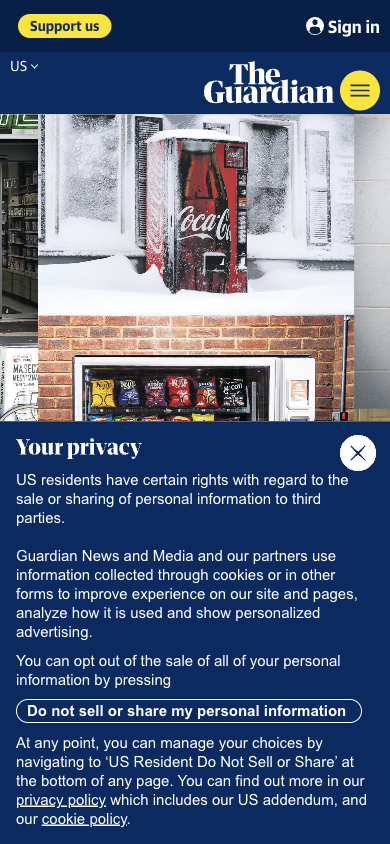 Support us
Sign in
US
The
Guardian
Coca-Cola
Your privacy
US residents have certain rights with regard to the
sale or sharing of personal information to third
parties.
Guardian News and Media and our partners use
information collected through cookies or in other
forms to improve experience on our site and pages,
analyze how it is used and show personalized
advertising.
You can opt out of the sale of all of your personal
information by pressing
Do not sell or share my personal information
At any point, you can manage your choices by
navigating to ‘US Resident Do Not Sell or Share’ at
the bottom of any page. You can find out more in our
privacy policy which includes our US addendum, and
our cookie policy.